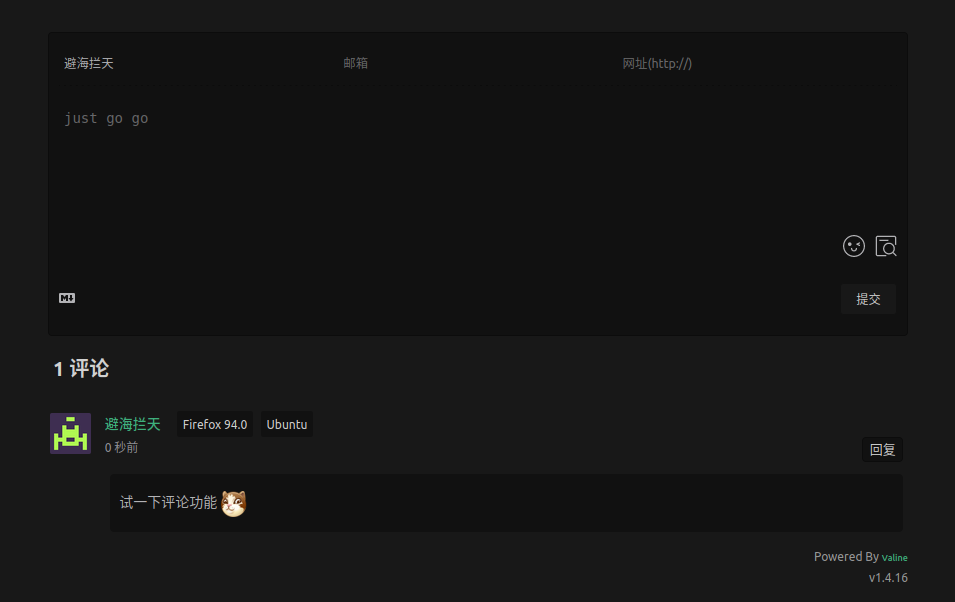 避海拦天 邮箱 网址(http://)
just go go
M↓
提交
1 评论
避海拦天 Firefox 94.0 Ubuntu
0 秒前
回复
试一下评论功能
Powered By Valine
v1.4.16